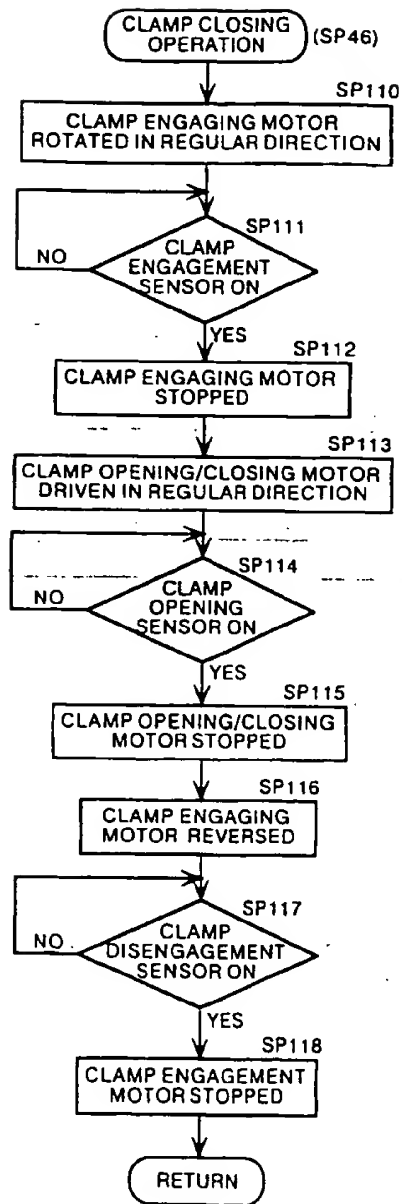 CLAMP CLOSING
OPERATION
(SP46)
SP110
CLAMP ENGAGING MOTOR
ROTATED IN REGULAR DIRECTION
SP111
CLAMP
ENGAGEMENT
SENSOR ON
NO
YES
SP112
CLAMP ENGAGING MOTOR
STOPPED
SP113
CLAMP OPENING/CLOSING MOTOR
DRIVEN IN REGULAR DIRECTION
SP114
CLAMP
OPENING
SENSOR ON
NO
YES
SP115
CLAMP OPENING/CLOSING
MOTOR STOPPED
SP116
CLAMP ENGAGING
MOTOR REVERSED
SP117
CLAMP
DISENGAGEMENT
SENSOR ON
NO
YES
SP118
CLAMP ENGAGEMENT
MOTOR STOPPED
RETURN